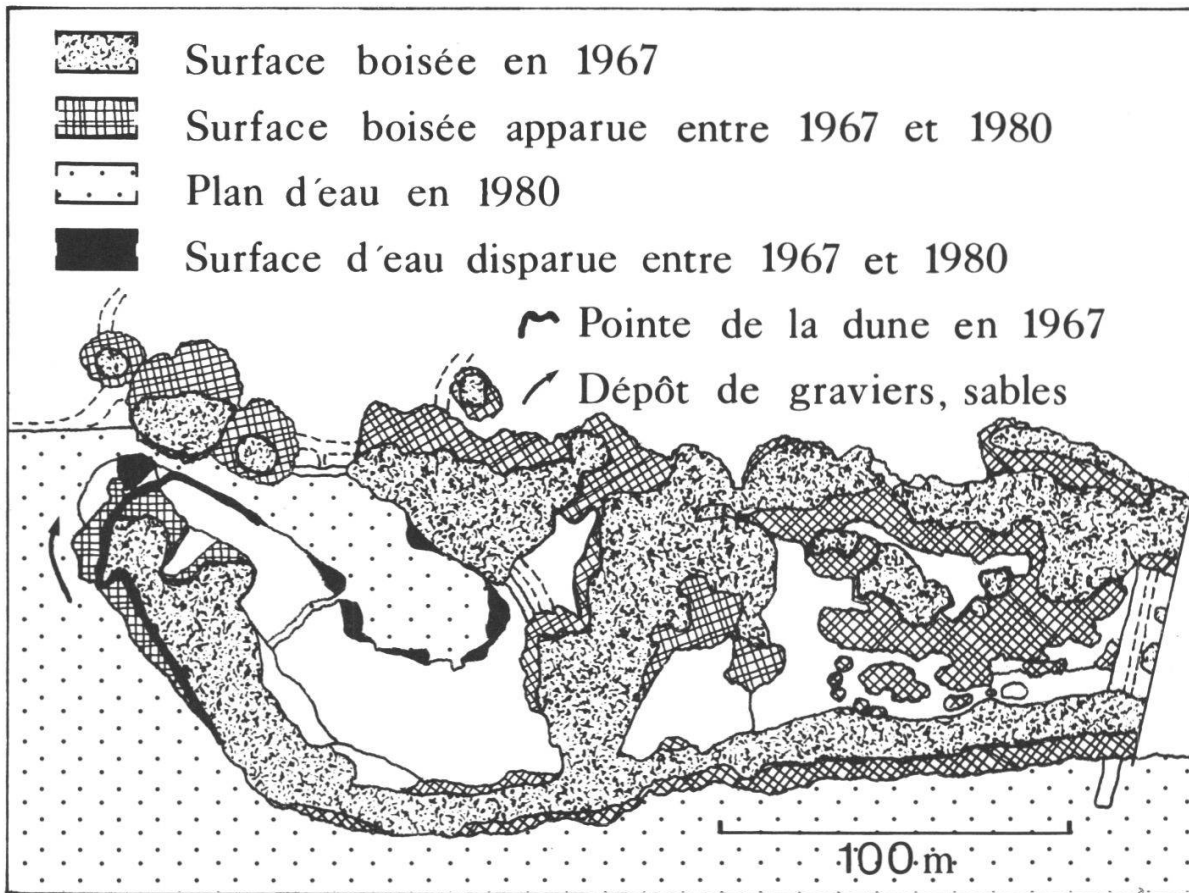 Surface boisée en 1967
Surface boisée apparue entre 1967 et 1980
Plan d'eau en 1980
Surface d'eau disparue entre 1967 et 1980
Pointe de la dune en 1967
Dépôt de graviers, sables
100 m